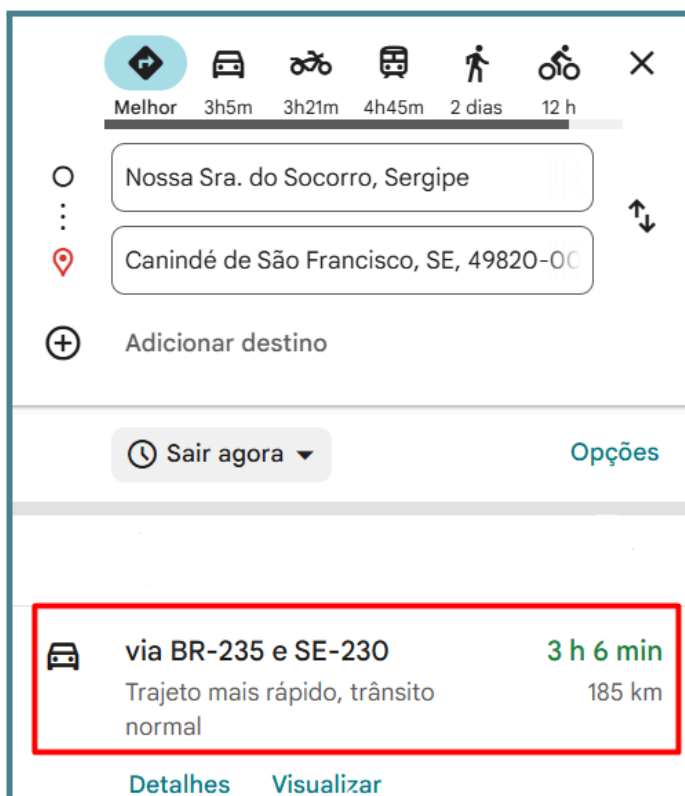 Melhor 3h5m 3h21m 4h45m 2 dias 12 h
Nossa Sra. do Socorro, Sergipe
Canindé de São Francisco, SE, 49820-00
Adicionar destino
Sair agora Opções
via BR-235 e SE-230 3 h 6 min
Trajeto mais rápido, trânsito 185 km
normal
Detalhes Visualizar